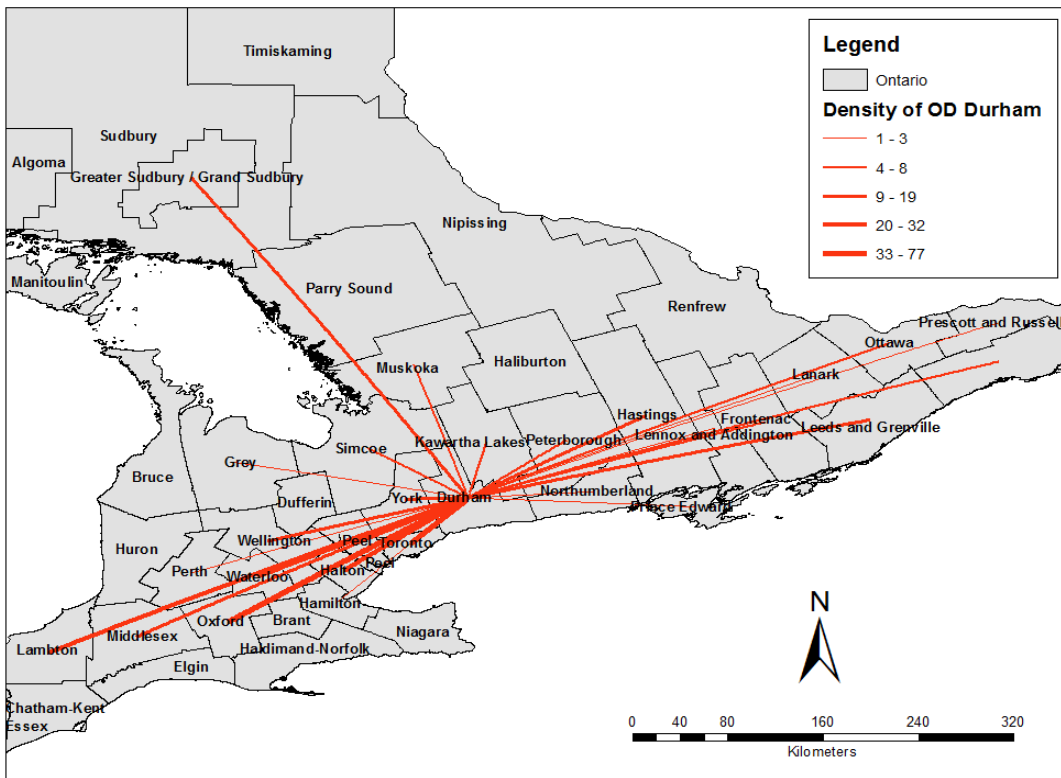 Timiskaming
Legend
Ontario
Density of OD Durham
1 - 3
4 - 8
9 - 19
20 - 32
33 - 77
Sudbury
Algoma
Greater Sudbury / Grand Sudbury
Nipissing
Manitoulin
Parry Sound
Renfrew
Prescott and Russell
Ottawa
Muskoka
Haliburton
Lanark
Hastings
Frontenac
Simcoe
Kawartha Lakes
Peterborough
Lennox and Addington
Leeds and Grenville
Grey
Bruce
Dufferin
York
Durham
Northumberland
Prince Edward
Huron
Wellington
Peel
Toronto
Perth
Waterloo
Halton
Peel
Hamilton
Oxford
Brant
Middlesex
Niagara
Lambton
Haldimand-Norfolk
Elgin
Chatham-Kent
Essex
N
0 40 80 160 240 320
Kilometers